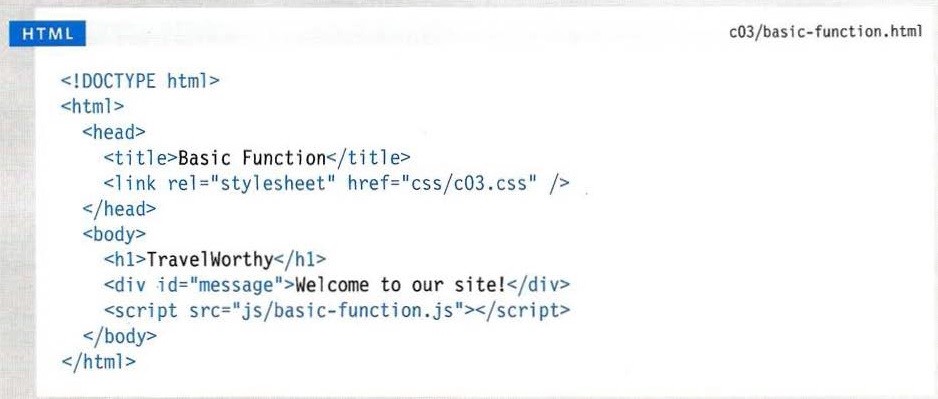 HTML
c03/basic-function.html
<!DOCTYPE html>
<html>
<head>
<title>Basic Function</title>
<link rel="stylesheet" href="css/c03.css" />
</head>
<body>
<h1>TravelWorthy</h1>
<div id="message">Welcome to our site!</div>
<script src="js/basic-function.js"></script>
</body>
</html>